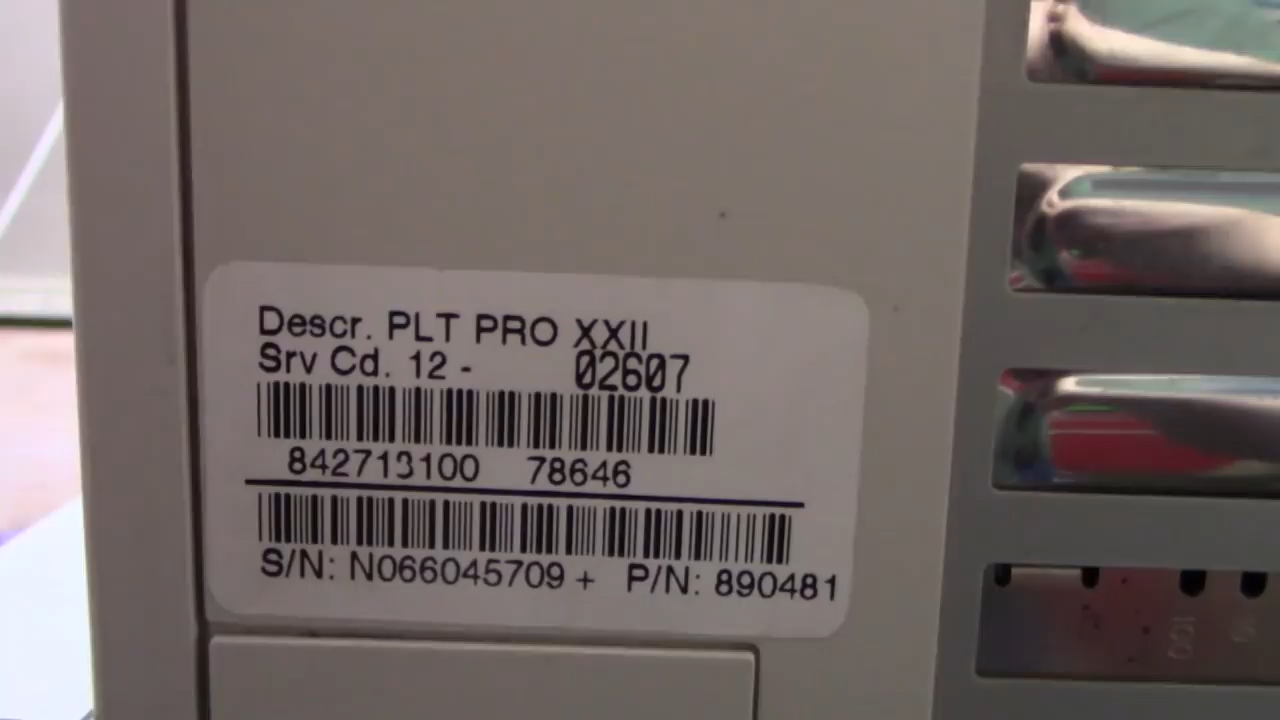 Descr. PLT PRO XXII
Srv Cd. 12 - 02607
842713100 78646
S/N: N066045709 + P/N: 890481